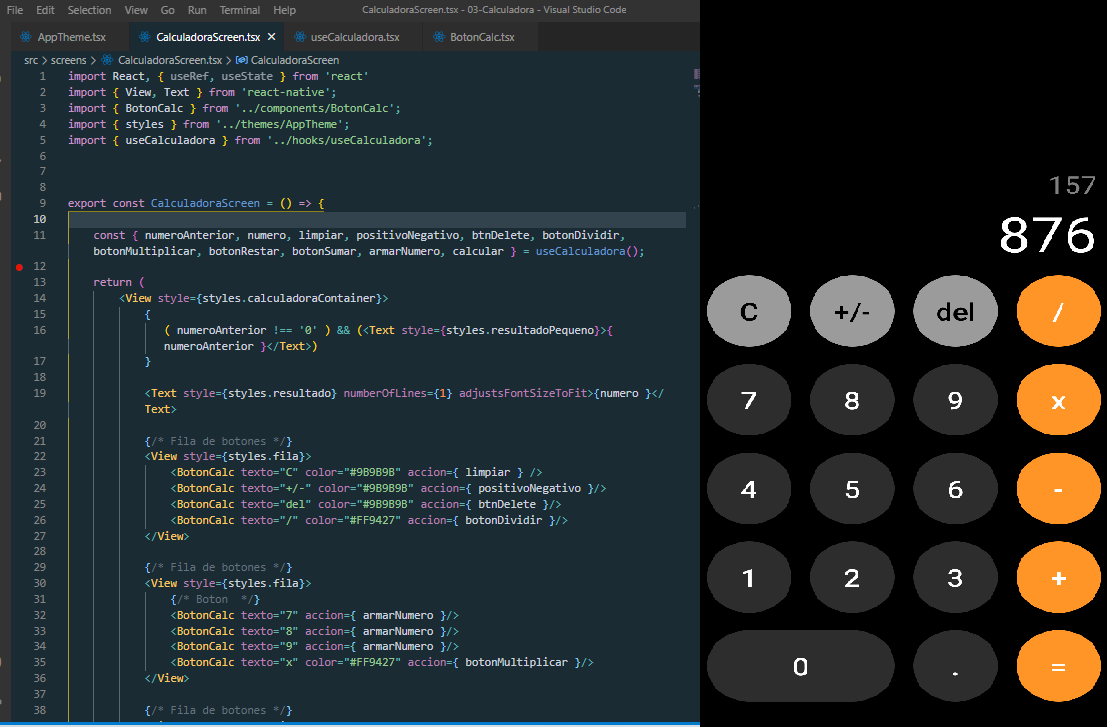 File Edit Selection View Go Run Terminal Help CalculadoraScreen.tsx - 03-Calculadora - Visual Studio Code
AppTheme.tsx CalculadoraScreen.tsx × useCalculadora.tsx BotonCalc.tsx
src > screens > CalculadoraScreen.tsx > CalculadoraScreen
1 import React, { useRef, useState } from 'react'
2 import { View, Text } from 'react-native';
3 import { BotonCalc } from '../components/BotonCalc';
4 import { styles } from '../themes/AppTheme';
5 import { useCalculadora } from '../hooks/useCalculadora';
6
7
8
9 export const CalculadoraScreen = () => {
10
11 const { numeroAnterior, numero, limpiar, positivoNegativo, btnDelete, botonDividir,
botonMultiplicar, botonRestar, botonSumar, armarNumero, calcular } = useCalculadora();
12
13 return (
14 <View style={styles.calculadoraContainer}>
15 {
16 ( numeroAnterior !== '0' ) && (<Text style={styles.resultadoPequeno}>{
numeroAnterior }</Text>)
17 }
18
19 <Text style={styles.resultado} numberOfLines={1} adjustsFontSizeToFit>{numero }</
Text>
20
21 {/* Fila de botones */}
22 <View style={styles.fila}>
23 <BotonCalc texto="C" color="#9B9B9B" accion={ limpiar } />
24 <BotonCalc texto="+/-" color="#9B9B9B" accion={ positivoNegativo }/>
25 <BotonCalc texto="del" color="#9B9B9B" accion={ btnDelete }/>
26 <BotonCalc texto="/" color="#FF9427" accion={ botonDividir }/>
27 </View>
28
29 {/* Fila de botones */}
30 <View style={styles.fila}>
31 {/* Boton  */}
32 <BotonCalc texto="7" accion={ armarNumero }/>
33 <BotonCalc texto="8" accion={ armarNumero }/>
34 <BotonCalc texto="9" accion={ armarNumero }/>
35 <BotonCalc texto="x" color="#FF9427" accion={ botonMultiplicar }/>
36 </View>
37
38 {/* Fila de botones */}
157
876
C +/- del /
7 8 9 x
4 5 6 -
1 2 3 +
0 . =